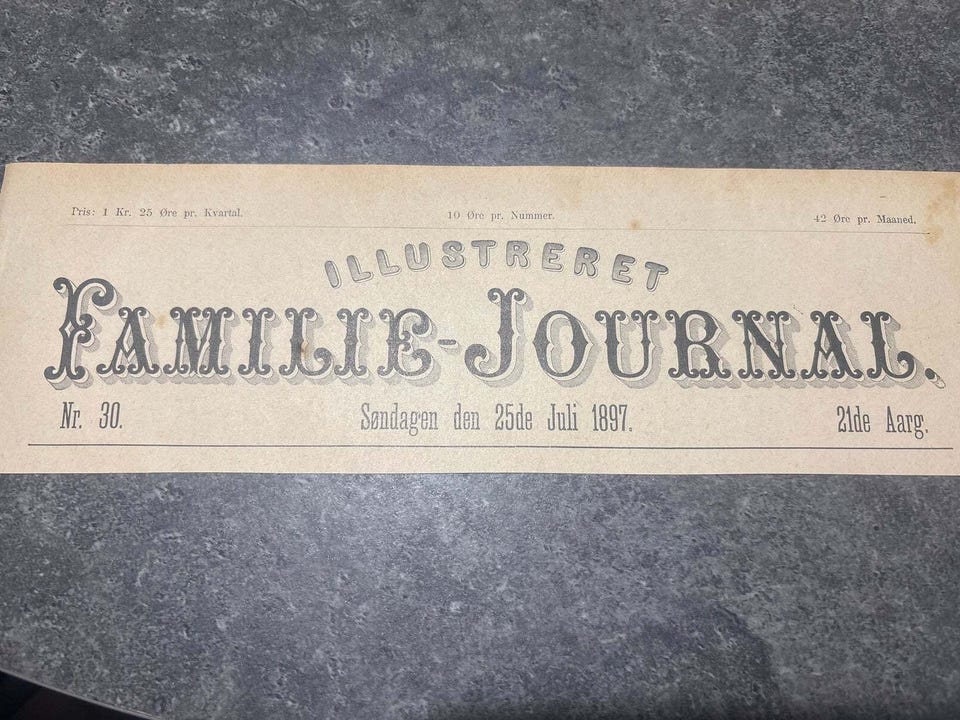 Pris: 1 Kr. 25 Øre pr. Kvartal. 10 Øre pr. Nummer. 42 Øre pr. Maaned.
ILLUSTRERET
FAMILIE-JOURNAL.
Nr. 30. Søndagen den 25de Juli 1897. 21de Aarg.